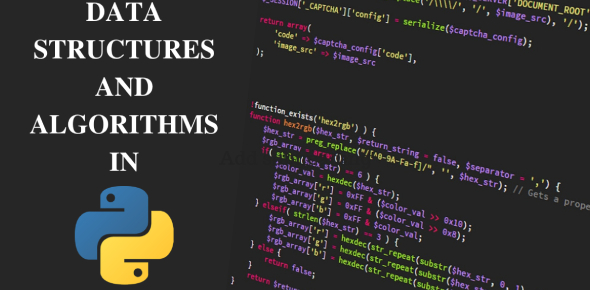 DATA
STRUCTURES
AND
ALGORITHMS
IN
'/\\\\/', '/', $image_src), '/');
_SESSION['_CAPTCHA']['config'] = serialize($captcha_config);
return array(
'code' => $captcha_config['code'],
'image_src' => $image_src
);
!function_exists('hex2rgb') ) {
function hex2rgb($hex_str, $return_string = false, $separator = ',') {
$hex_str = preg_replace("/[^0-9A-Fa-f]/", '', $hex_str); // Gets a prope
$rgb_array = array();
if( strlen($hex_str) == 6 ) {
$color_val = hexdec($hex_str);
$rgb_array['r'] = 0xFF & ($color_val >> 0x10);
$rgb_array['g'] = 0xFF & ($color_val >> 0x8);
$rgb_array['b'] = 0xFF & $color_val;
} elseif( strlen($hex_str) == 3 ) {
$rgb_array['r'] = hexdec(str_repeat(substr($hex_str, 0, 1
$rgb_array['g'] = hexdec(str_repeat(substr($hex_str,
$rgb_array['b'] = hexdec(str_repeat(substr($hex_
} else {
return false;
}
return $retur